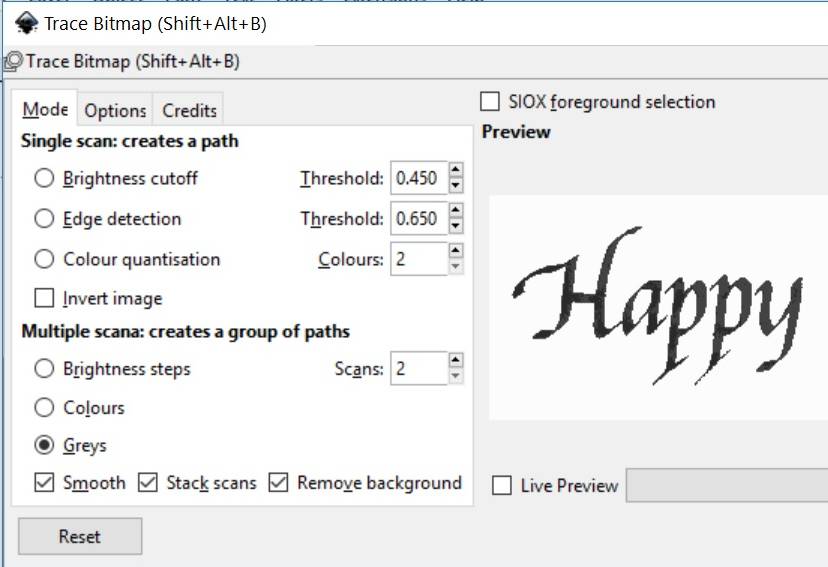 Trace Bitmap (Shift+Alt+B)
Trace Bitmap (Shift+Alt+B)
Mode Options Credits
Single scan: creates a path
Brightness cutoff Threshold: 0.450
Edge detection Threshold: 0.650
Colour quantisation Colours: 2
Invert image
Multiple scana: creates a group of paths
Brightness steps Scans: 2
Colours
Greys
Smooth Stack scans Remove background
Reset
SIOX foreground selection
Preview
Happy
Live Preview